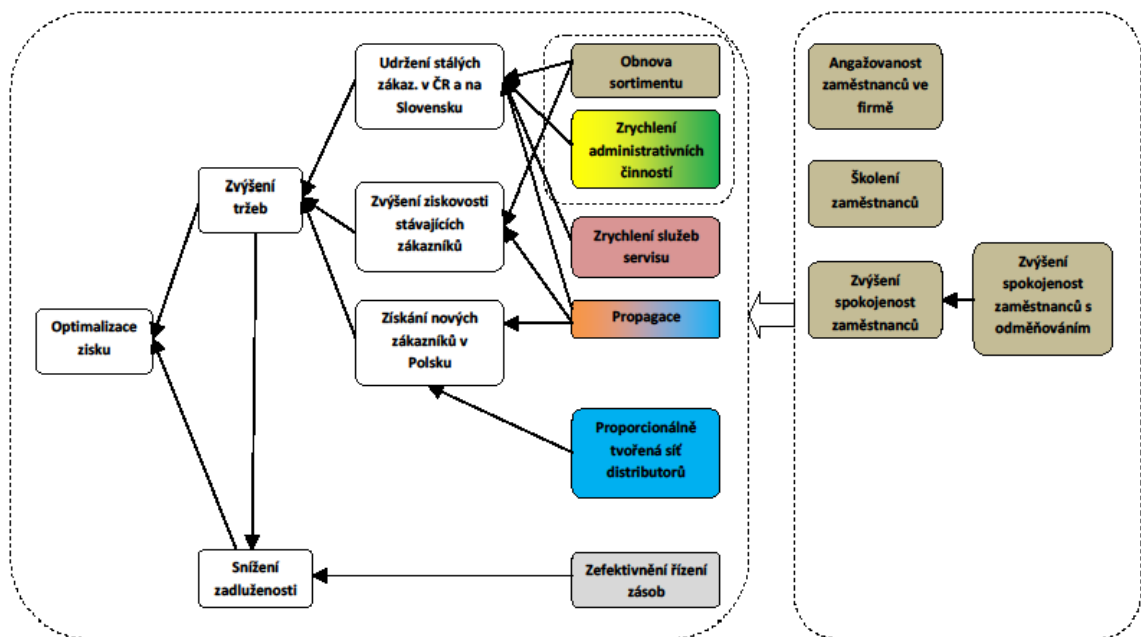 Udržení stálých
zákaz. v ČR a na
Slovensku
Obnova
sortimentu
Angažovanost
zaměstnanců ve
firmě
Zrychlení
administrativních
činností
Zvýšení
tržeb
Zvýšení ziskovosti
stávajících
zákazníků
Školení
zaměstnanců
Zrychlení služeb
servisu
Zvýšení
spokojenost
zaměstnanců
Zvýšení
spokojenost
zaměstnanců s
odměňováním
Optimalizace
zisku
Získání nových
zákazníků v
Polsku
Propagace
Proporcionálně
tvořená síť
distributorů
Snížení
zadluženosti
Zefektivnění řízení
zásob